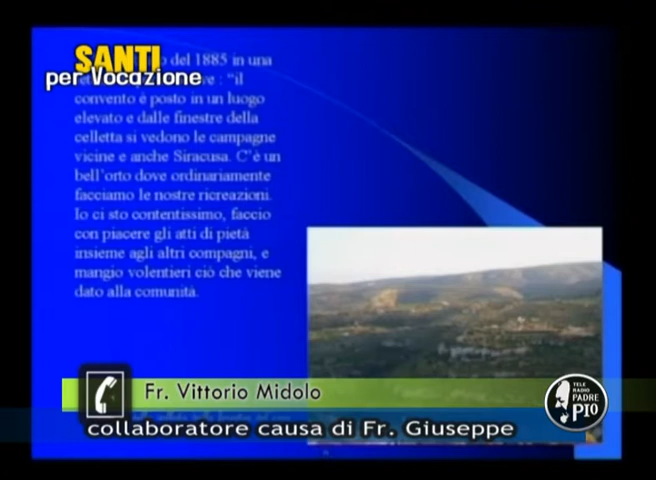 SANTI
per Vocazione
del 1885 in una
: "il
convento è posto in un luogo
elevato e dalle finestre della
celletta si vedono le campagne
vicine e anche Siracusa. C'è un
bell'orto dove ordinariamente
facciamo le nostre ricreazioni.
Io ci sto contentissimo, faccio
con piacere gli atti di pietà
insieme agli altri compagni, e
mangio volentieri ciò che viene
dato alla comunità.
Fr. Vittorio Midolo
collaboratore causa di Fr. Giuseppe
TELE
RADIO
PADRE
PIO